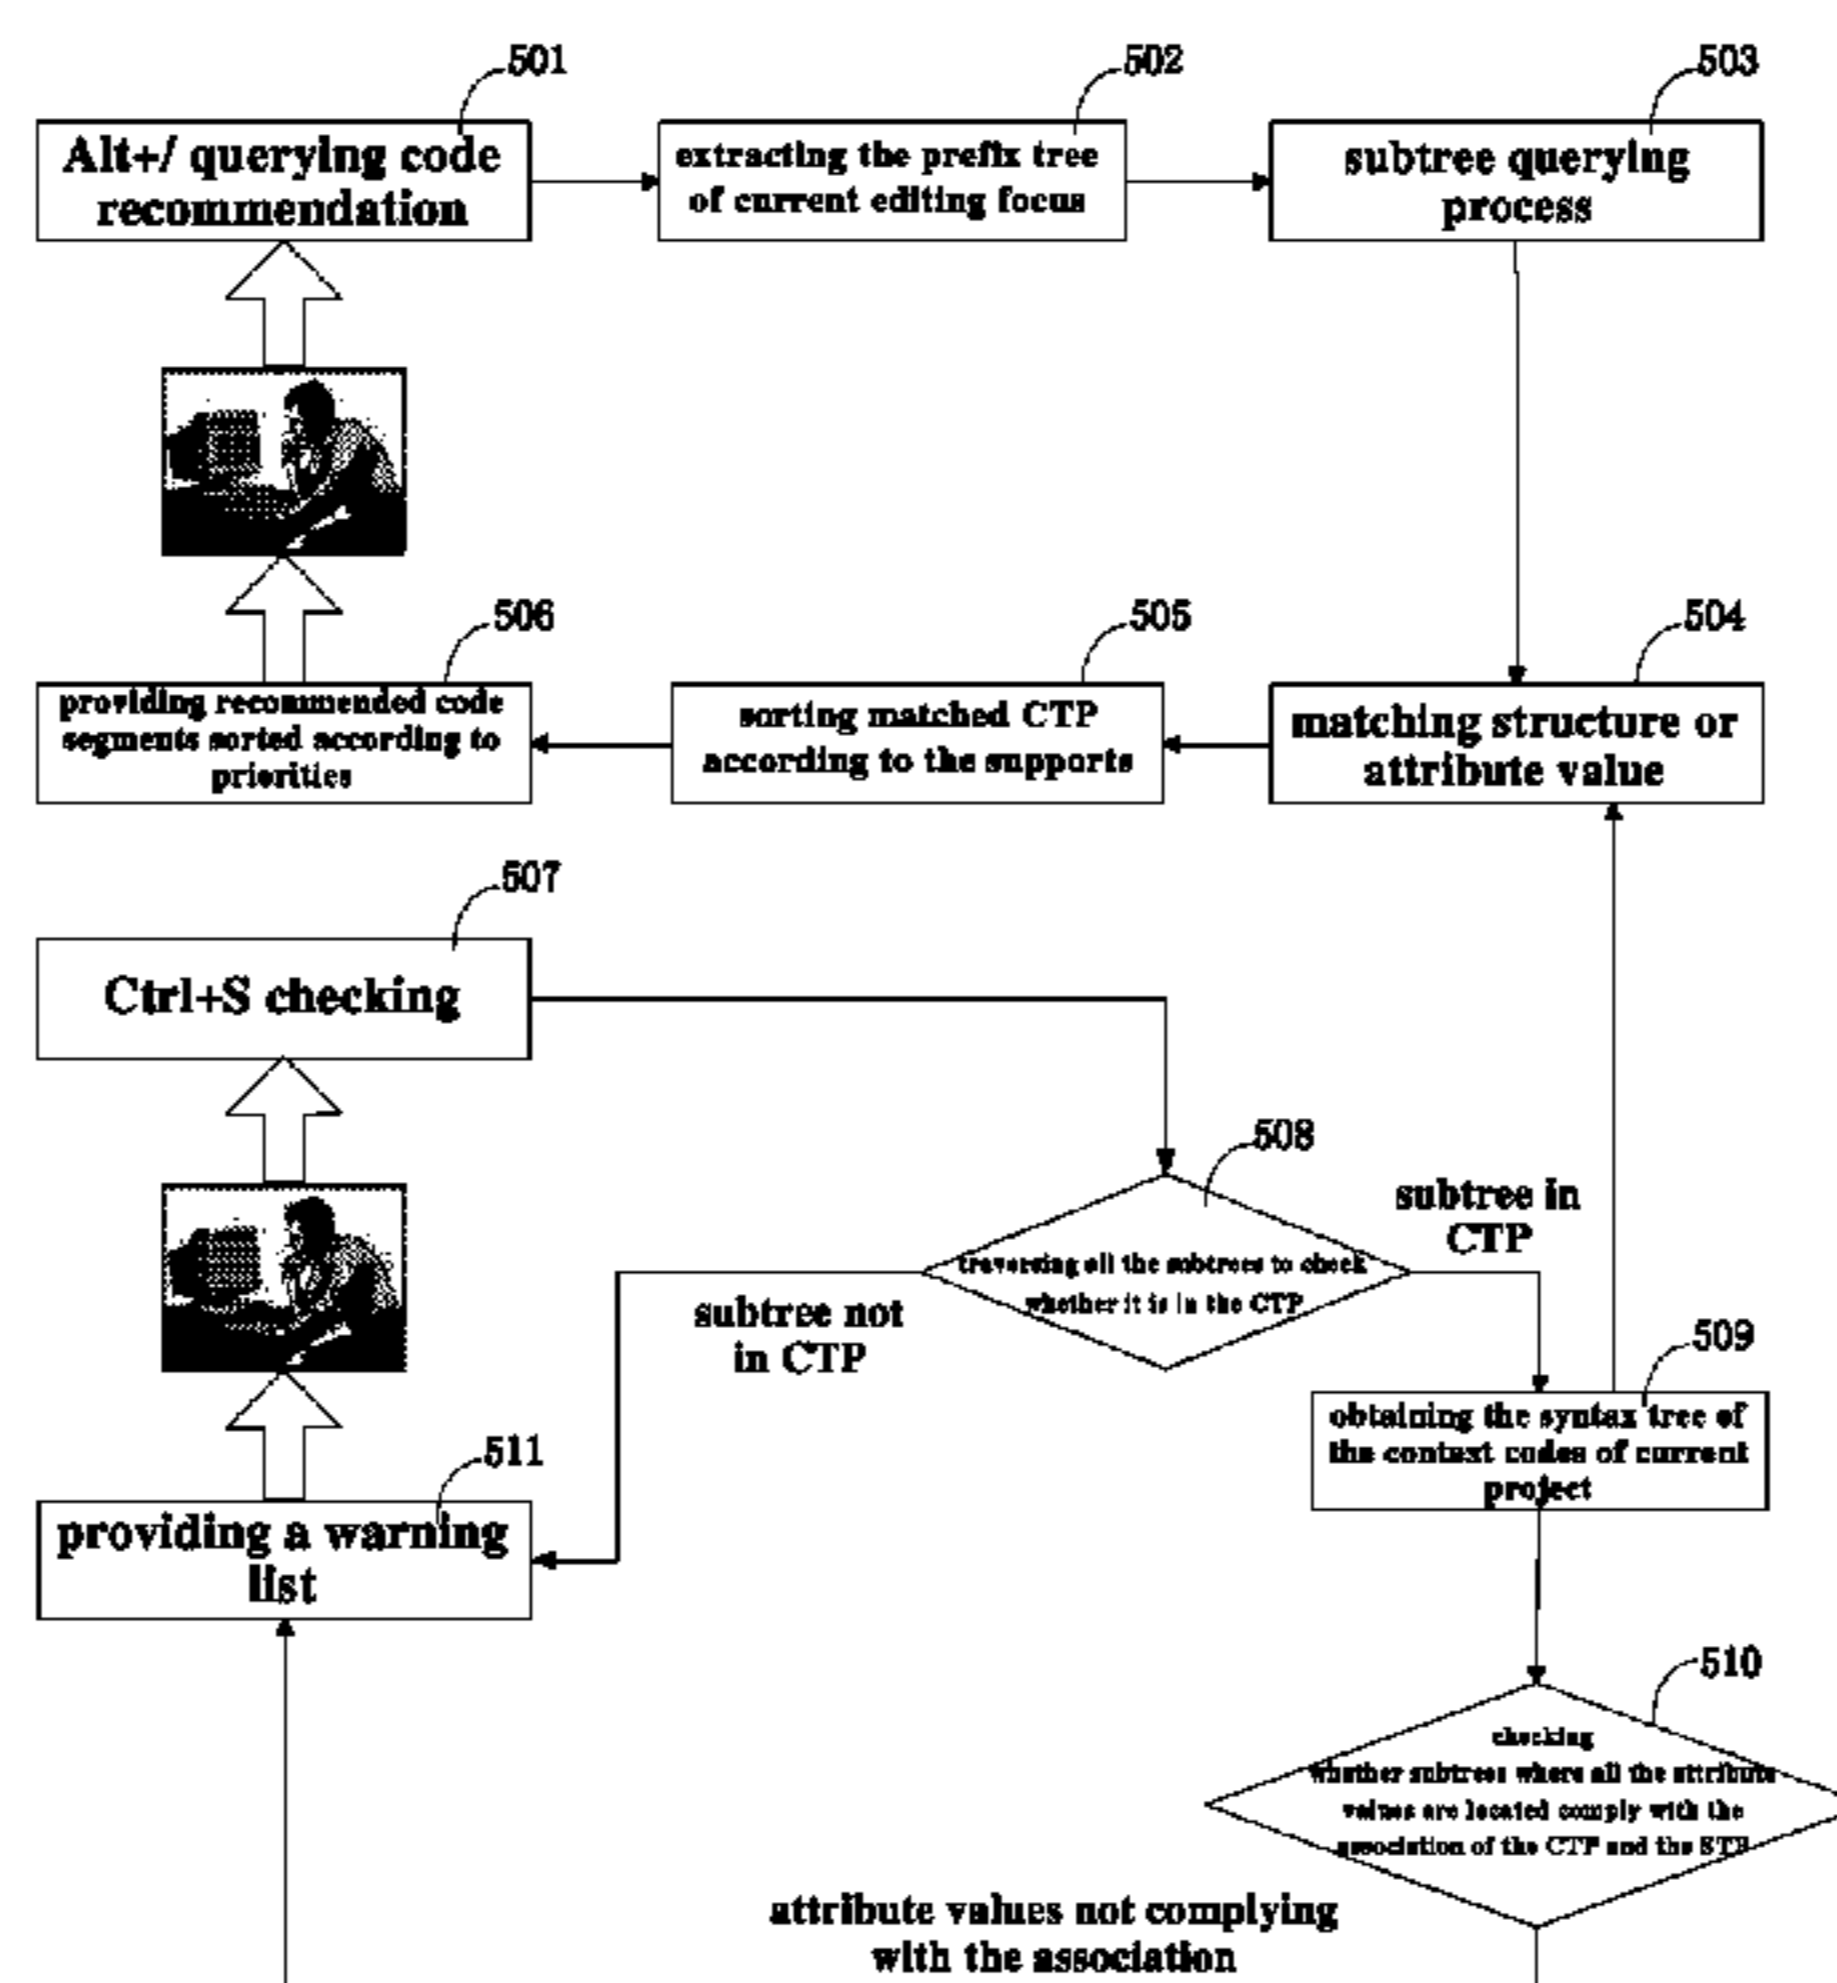 501
Alt+/ querying code
recommendation
502
extracting the prefix tree
of current editing focus
503
subtree querying
process
506
providing recommended code
segments sorted according to
priorities
505
sorting matched CTP
according to the supports
504
matching structure or
attribute value
507
Ctrl+S checking
508
traversing all the subtrees to check
whether it is in the CTP
subtree in
CTP
subtree not
in CTP
509
obtaining the syntax tree of
the context codes of current
project
511
providing a warning
list
510
checking
whether subtrees where all the attribute
values are located comply with the
association of the CTP and the STP
attribute values not complying
with the association